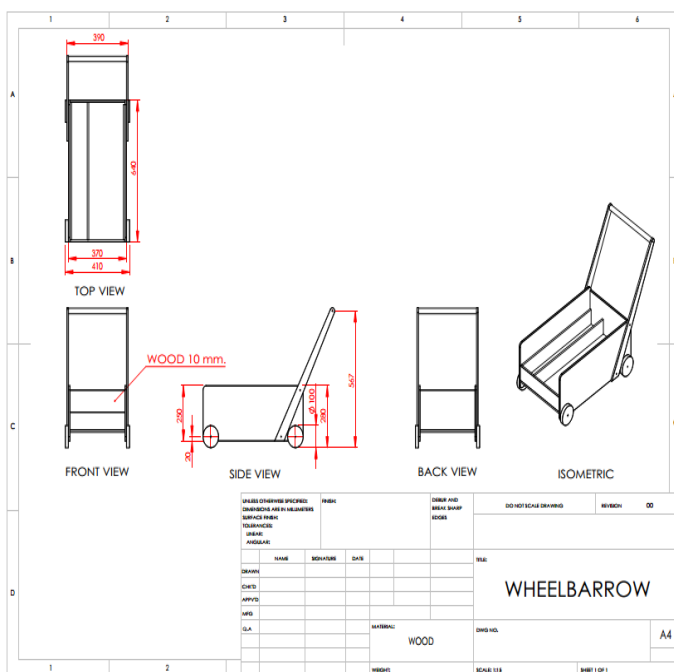 1 2 3 4 5 6
390
A
640
B
370
410
TOP VIEW
WOOD 10 mm.
250
20
Ø 100
280
567
C
FRONT VIEW
SIDE VIEW
BACK VIEW
ISOMETRIC
UNLESS OTHERWISE SPECIFIED:
DIMENSIONS ARE IN MILLIMETERS
SURFACE FINISH:
TOLERANCES:
LINEAR:
ANGULAR:
FINISH:
DEBUR AND
BREAK SHARP
EDGES
DO NOT SCALE DRAWING
REVISION 00
NAME SIGNATURE DATE
DRAWN
CHK'D
APPV'D
MFG
Q.A
TITLE:
WHEELBARROW
D
MATERIAL:
WOOD
DWG NO.
A4
WEIGHT:
SCALE: 1:15
SHEET 1 OF 1
1 2